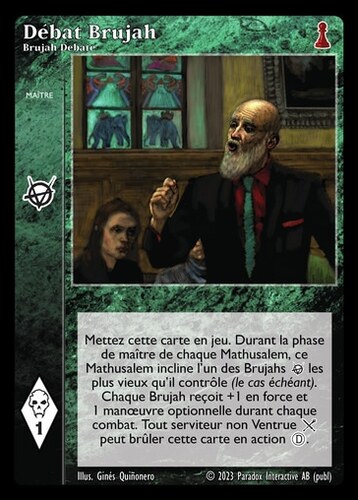 Débat Brujah
Brujah Debate
MAÎTRE
Mettez cette carte en jeu. Durant la phase
de maître de chaque Mathusalem, ce
Mathusalem incline l'un des Brujahs les
plus vieux qu'il contrôle (le cas échéant).
Chaque Brujah reçoit +1 en force et
1 manœuvre optionnelle durant chaque
combat. Tout serviteur non Ventrue
peut brûler cette carte en action Ⓓ.
1
Illus. Ginés Quiñonero
© 2023 Paradox Interactive AB (publ)